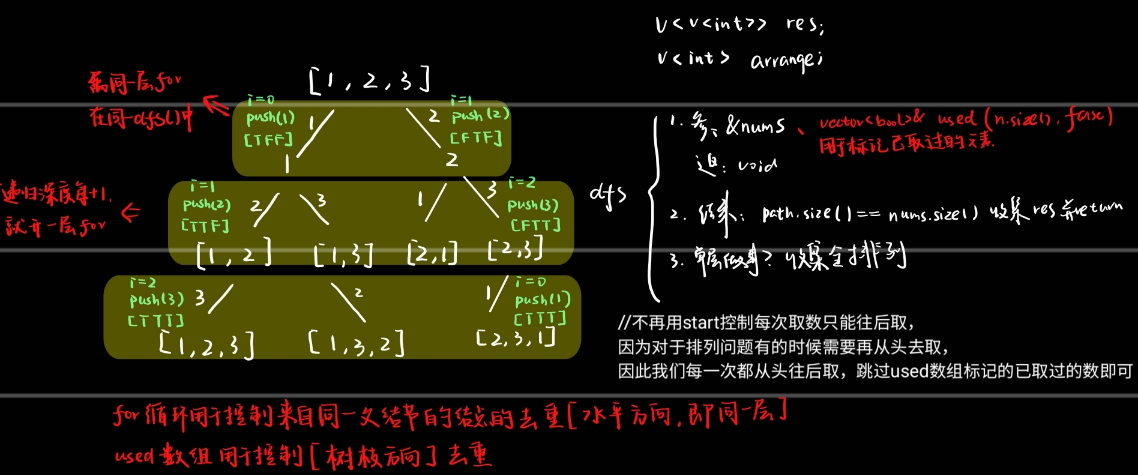 v<v<int>> res;
v<int> arrange;
[1, 2, 3]
属同一层for
在同一dfs()中
i=0
push(1)
[TFF]
1
1
2
i=1
push(2)
[FTF]
2
递归深度每+1,
就开一层for
i=1
push(2)
[TTF]
2
3
1
3
i=2
push(3)
[FTT]
[1, 2]
[1,3]
[2,1]
[2,3]
i=2
push(3)
[TTT]
3
2
1
i=0
push(1)
[TTT]
[1,2,3]
[1,3,2]
[2,3,1]
dfs
1. 参: &nums、vector<bool>& used (n.size(), false)
用于标记已取过的元素.
返: void
2. 结束: path.size() == nums.size() 收集res并return
3. 单层做事? 收集全排列
//不再用start控制每次取数只能往后取，
因为对于排列问题有的时候需要再从头去取，
因此我们每一次都从头往后取，跳过used数组标记的已取过的数即可
for循环用于控制来自同一父结节的结点的去重[水平方向,即同一层]
used数组用于控制[树枝方向]去重